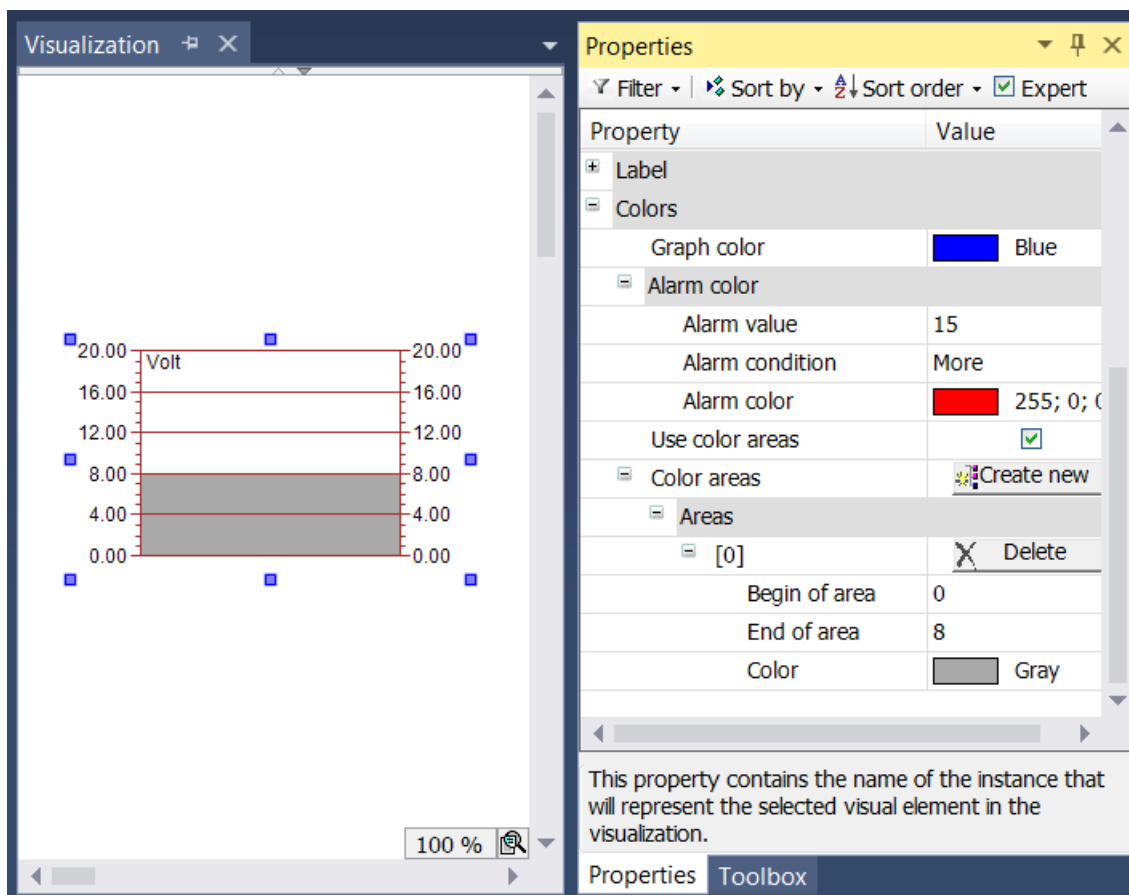 Visualization
20.00 Volt 20.00
16.00 16.00
12.00 12.00
8.00 8.00
4.00 4.00
0.00 0.00
100 %
Properties
Filter Sort by Sort order Expert
Property Value
Label
Colors
Graph color Blue
Alarm color
Alarm value 15
Alarm condition More
Alarm color 255; 0; 0
Use color areas
Color areas Create new
Areas
[0] Delete
Begin of area 0
End of area 8
Color Gray
This property contains the name of the instance that
will represent the selected visual element in the
visualization.
Properties Toolbox